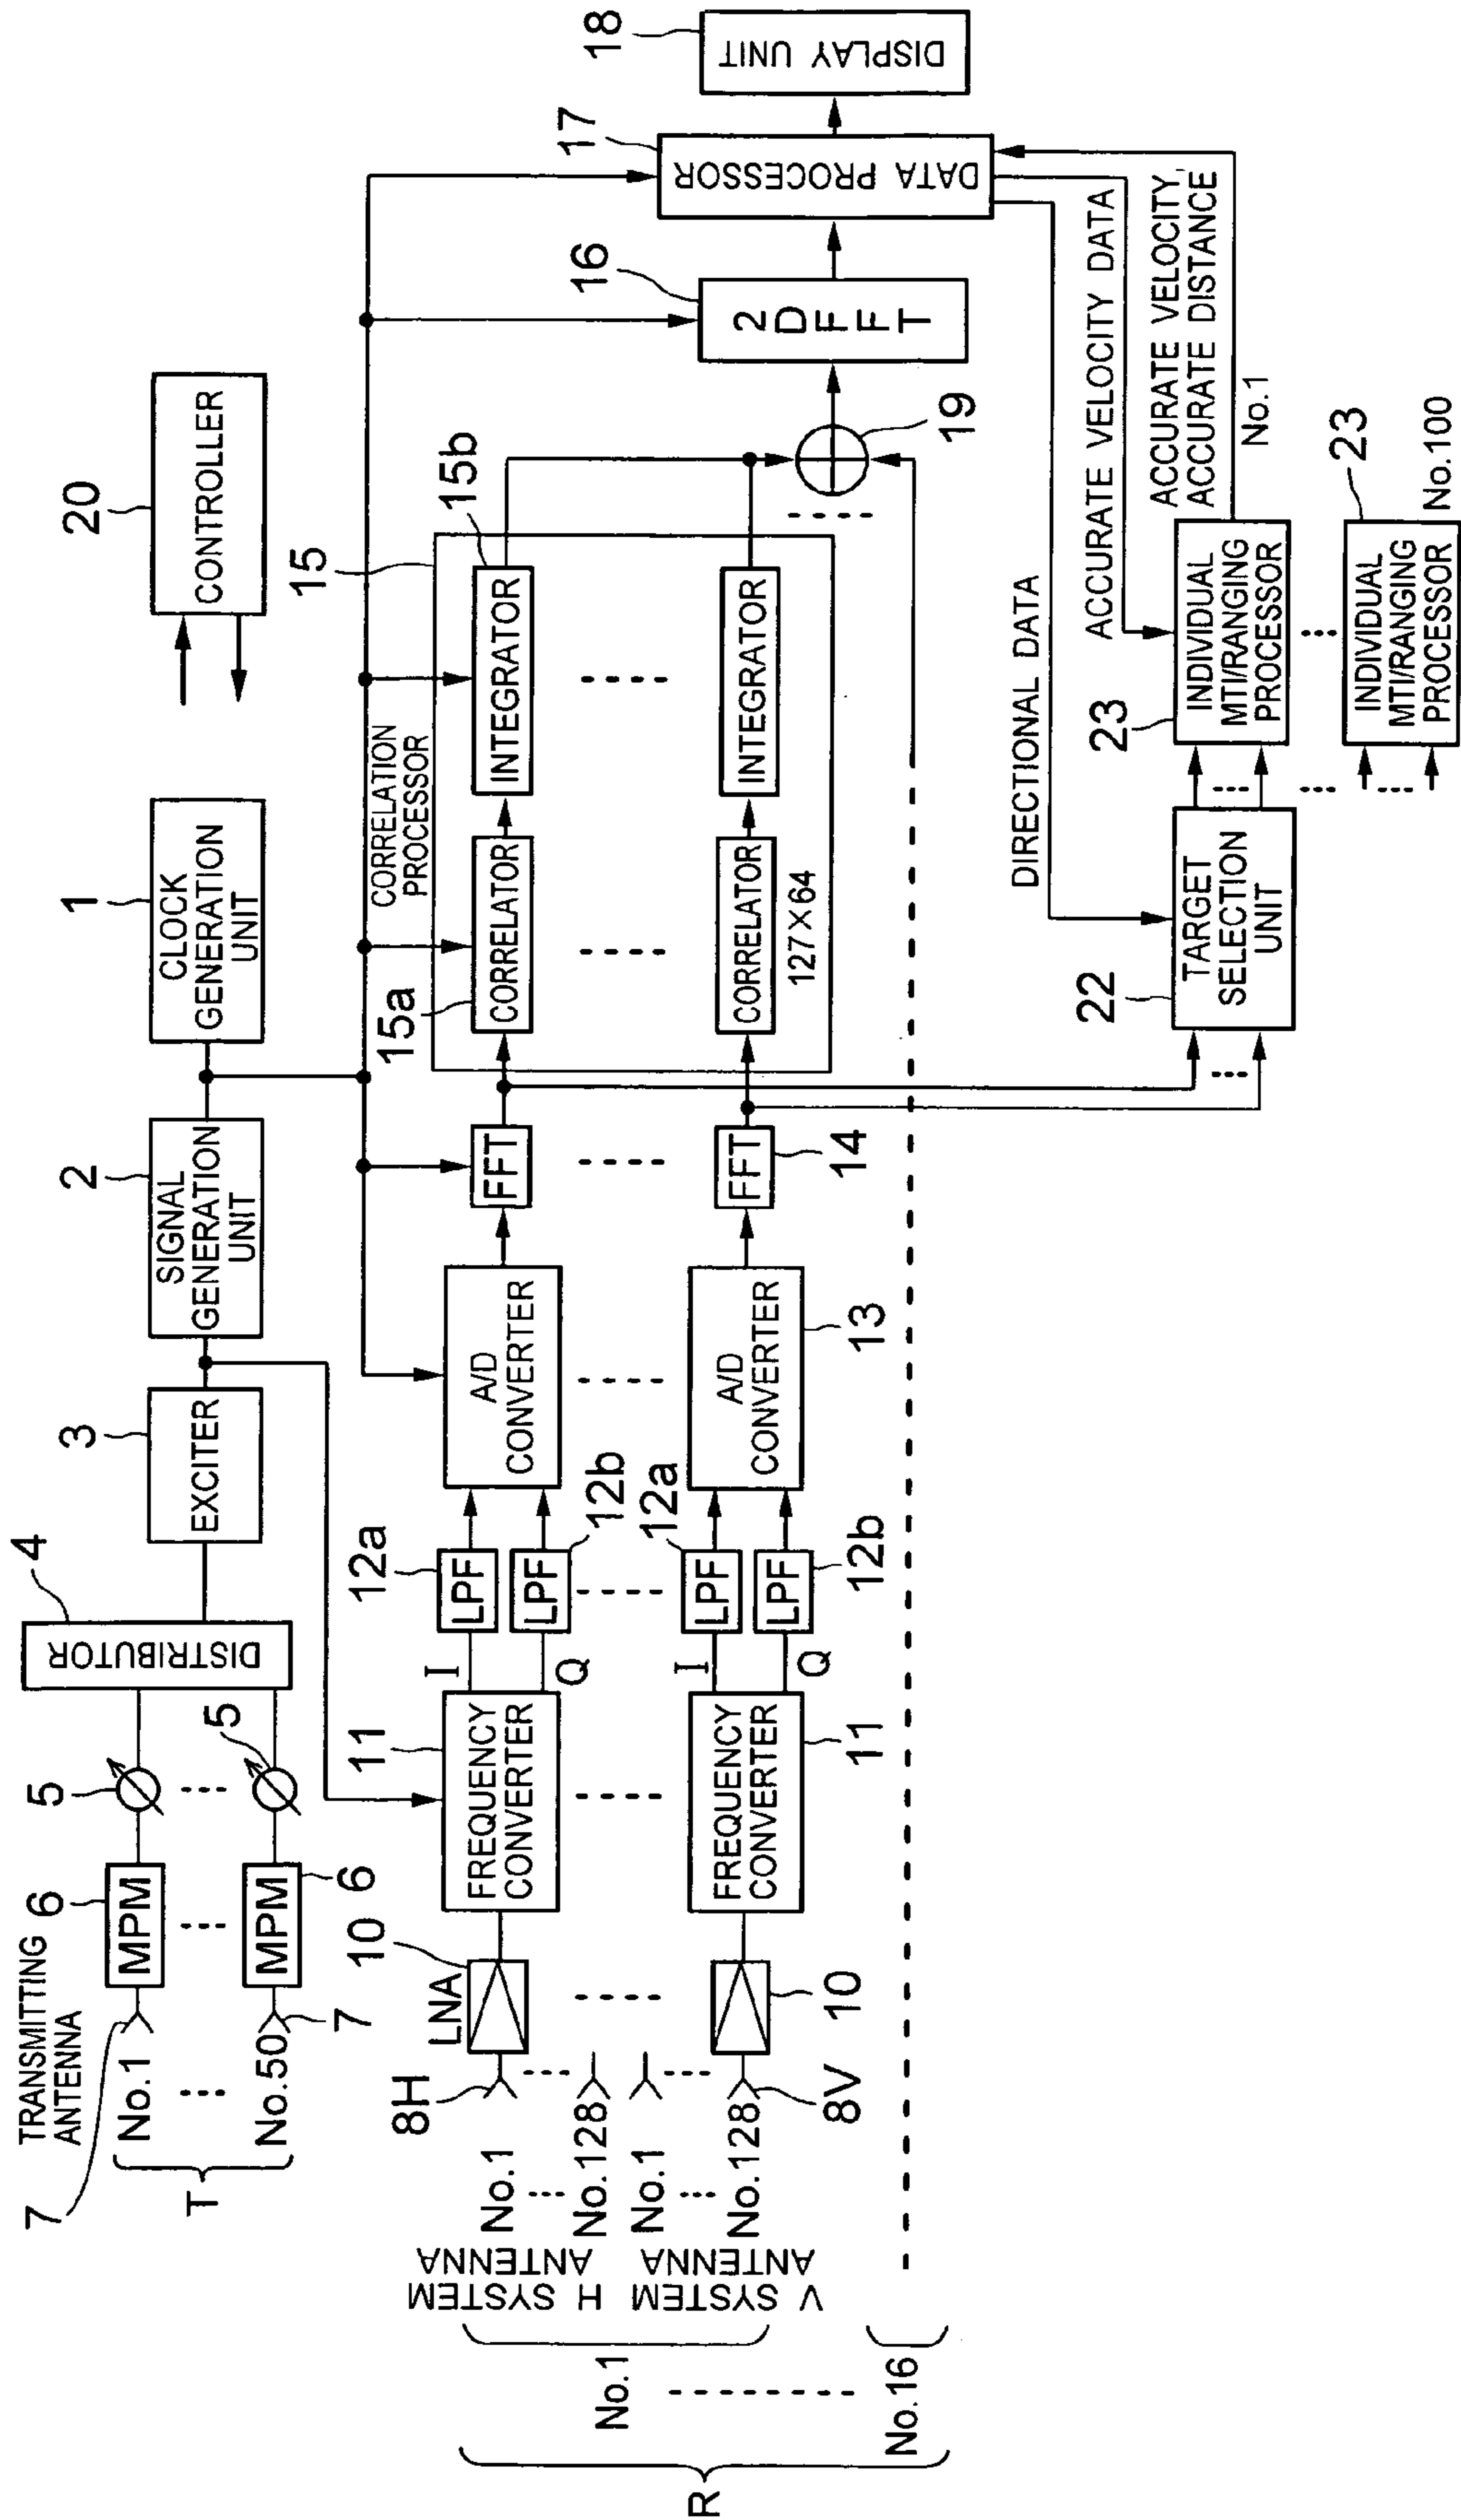 TRANSMITTING
ANTENNA
7
No.1
No.50
7
T
6
MPM
MPM
6
5
5
4
DISTRIBUTOR
3
EXCITER
2
SIGNAL
GENERATION
UNIT
1
CLOCK
GENERATION
UNIT
20
CONTROLLER
R
No.1
No.16
H SYSTEM
ANTENNA
V SYSTEM
ANTENNA
No.1
No.128
No.1
No.128
8H
8V
LNA
10
10
11
FREQUENCY
CONVERTER
FREQUENCY
CONVERTER
11
I
Q
I
Q
12a
LPF
LPF
12b
12a
LPF
LPF
12b
A/D
CONVERTER
A/D
CONVERTER
13
FFT
FFT
14
15
CORRELATION
PROCESSOR
15a
CORRELATOR
CORRELATOR
127×64
15b
INTEGRATOR
INTEGRATOR
19
16
2
D
F
F
T
17
DATA PROCESSOR
18
DISPLAY UNIT
DIRECTIONAL DATA
ACCURATE VELOCITY DATA
ACCURATE VELOCITY,
ACCURATE DISTANCE
22
TARGET
SELECTION
UNIT
23
INDIVIDUAL
MTI/RANGING
PROCESSOR
No.1
23
INDIVIDUAL
MTI/RANGING
PROCESSOR
No.100